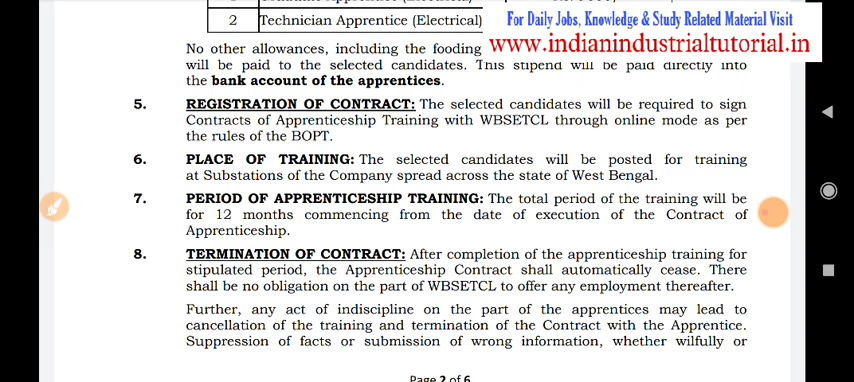 2 Technician Apprentice (Electrical)
For Daily Jobs, Knowledge & Study Related Material Visit
www.indianindustrialtutorial.in
No other allowances, including the fooding
will be paid to the selected candidates. This stipend will be paid directly into
the bank account of the apprentices.
5. REGISTRATION OF CONTRACT: The selected candidates will be required to sign
Contracts of Apprenticeship Training with WBSETCL through online mode as per
the rules of the BOPT.
6. PLACE OF TRAINING: The selected candidates will be posted for training
at Substations of the Company spread across the state of West Bengal.
7. PERIOD OF APPRENTICESHIP TRAINING: The total period of the training will be
for 12 months commencing from the date of execution of the Contract of
Apprenticeship.
8. TERMINATION OF CONTRACT: After completion of the apprenticeship training for
stipulated period, the Apprenticeship Contract shall automatically cease. There
shall be no obligation on the part of WBSETCL to offer any employment thereafter.
Further, any act of indiscipline on the part of the apprentices may lead to
cancellation of the training and termination of the Contract with the Apprentice.
Suppression of facts or submission of wrong information, whether wilfully or
Page 2 of 6